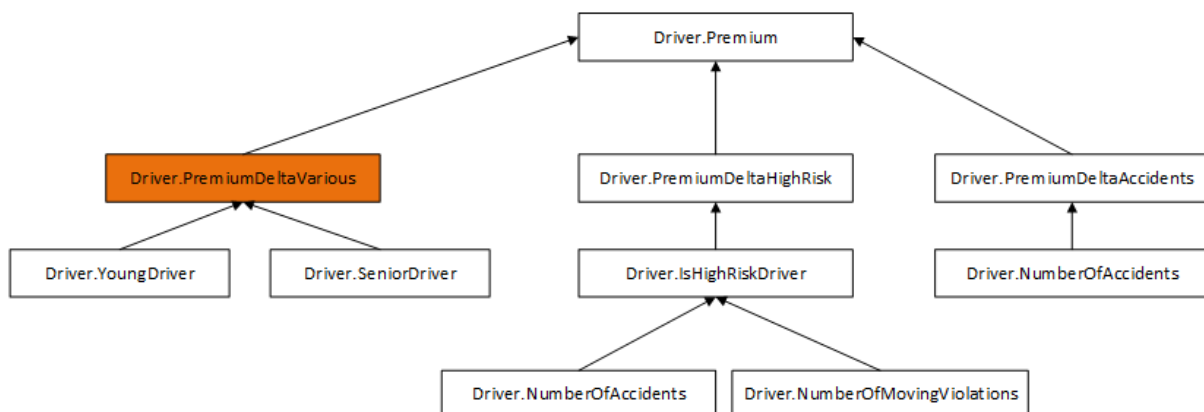 Driver.Premium
Driver.PremiumDeltaVarious
Driver.PremiumDeltaHighRisk
Driver.PremiumDeltaAccidents
Driver.YoungDriver
Driver.SeniorDriver
Driver.IsHighRiskDriver
Driver.NumberOfAccidents
Driver.NumberOfAccidents
Driver.NumberOfMovingViolations